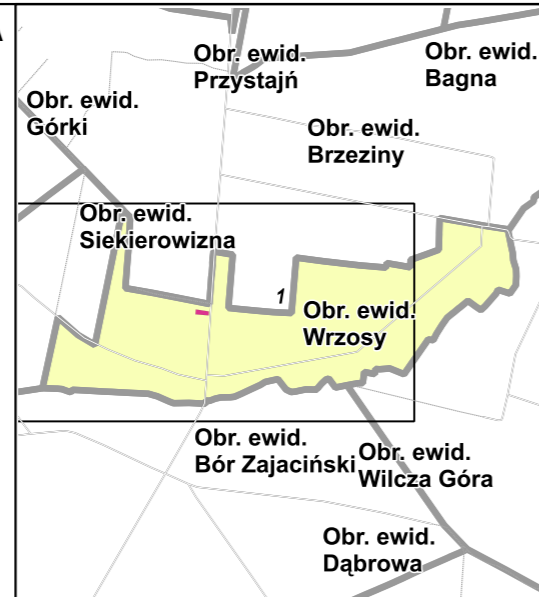 A
Obr. ewid.
Przystajń
Obr. ewid.
Bagna
Obr. ewid.
Górki
Obr. ewid.
Brzeziny
Obr. ewid.
Siekierowizna
1
Obr. ewid.
Wrzosy
Obr. ewid.
Bór Zajaciński
Obr. ewid.
Wilcza Góra
Obr. ewid.
Dąbrowa